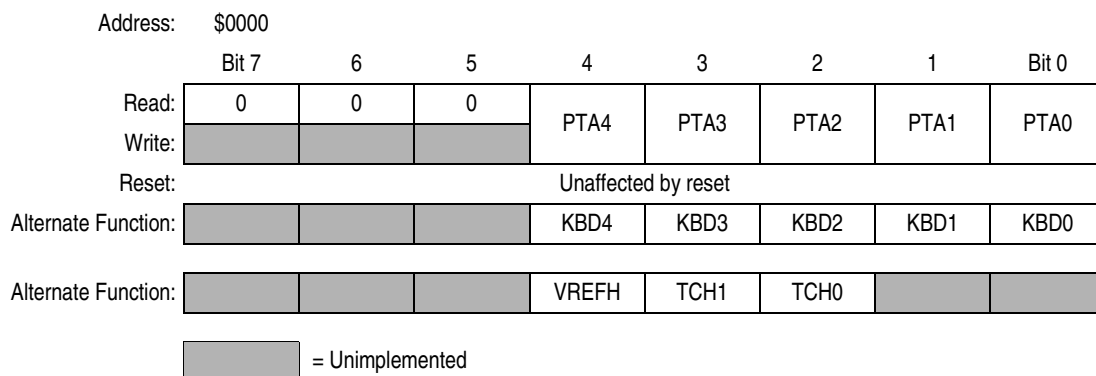 Address: $0000
Bit 7 6 5 4 3 2 1 Bit 0
Read: 0 0 0 PTA4 PTA3 PTA2 PTA1 PTA0
Write:
Reset: Unaffected by reset
Alternate Function: KBD4 KBD3 KBD2 KBD1 KBD0
Alternate Function: VREFH TCH1 TCH0
= Unimplemented